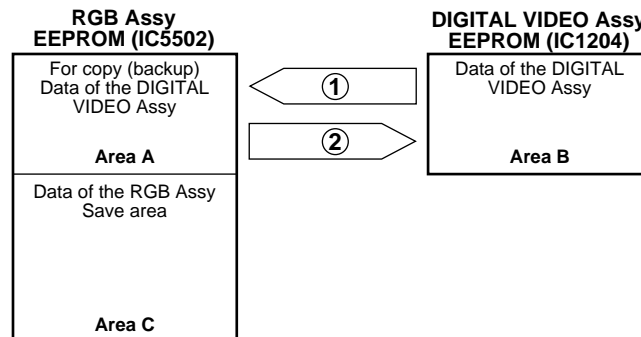 RGB Assy
EEPROM (IC5502)
For copy (backup)
Data of the DIGITAL
VIDEO Assy
Area A
Data of the RGB Assy
Save area
Area C
1
2
DIGITAL VIDEO Assy
EEPROM (IC1204)
Data of the DIGITAL
VIDEO Assy
Area B